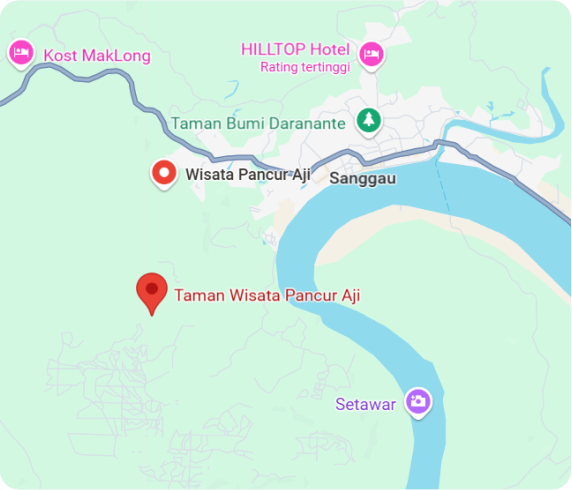 HILLTOP Hotel
Rating tertinggi
Kost MakLong
Taman Bumi Daranante
Wisata Pancur Aji
Sanggau
Taman Wisata Pancur Aji
Setawar